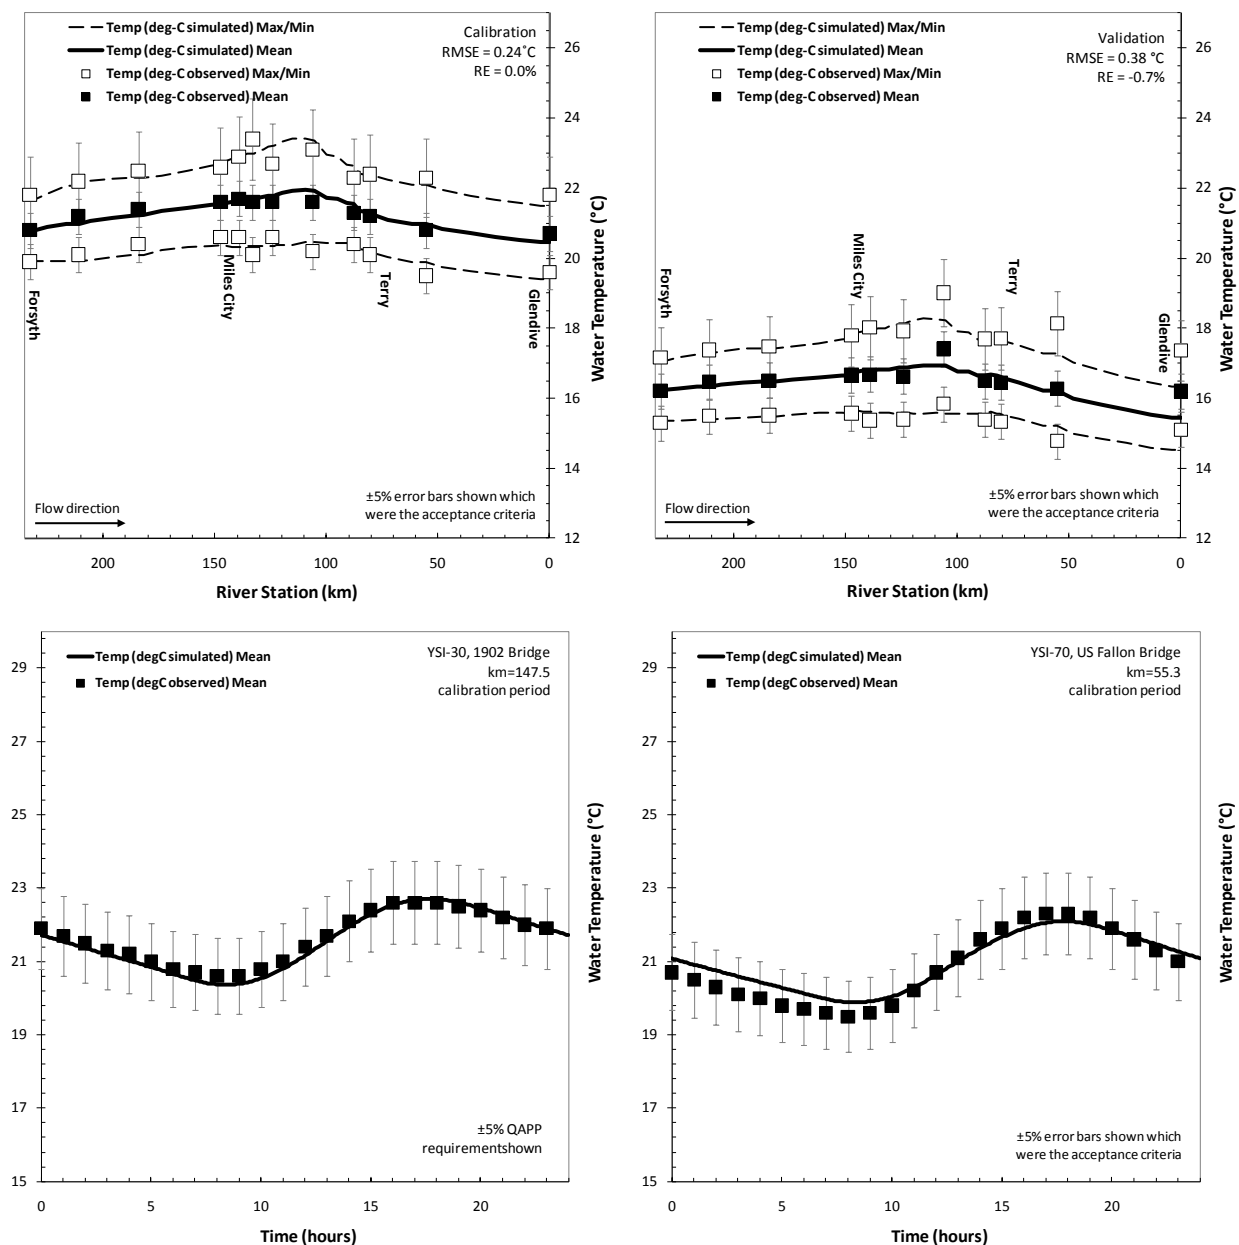 Temp (deg-C simulated) Max/Min
Temp (deg-C simulated) Mean
Temp (deg-C observed) Max/Min
Temp (deg-C observed) Mean
Calibration
RMSE = 0.24˚C
RE = 0.0%
26
24
22
20
18
16
14
12
Water Temperature (°C)
Forsyth
Miles City
Terry
Glendive
Flow direction
±5% error bars shown which
were the acceptance criteria
200
150
100
50
0
River Station (km)
Temp (deg-C simulated) Max/Min
Temp (deg-C simulated) Mean
Temp (deg-C observed) Max/Min
Temp (deg-C observed) Mean
Validation
RMSE = 0.38 °C
RE = -0.7%
26
24
22
20
18
16
14
12
Water Temperature (°C)
Forsyth
Miles City
Terry
Glendive
Flow direction
±5% error bars shown which
were the acceptance criteria
200
150
100
50
0
River Station (km)
Temp (degC simulated) Mean
Temp (degC observed) Mean
YSI-30, 1902 Bridge
km=147.5
calibration period
29
27
25
23
21
19
17
15
Water Temperature (°C)
±5% QAPP
requirementshown
0
5
10
15
20
Time (hours)
Temp (degC simulated) Mean
Temp (degC observed) Mean
YSI-70, US Fallon Bridge
km=55.3
calibration period
29
27
25
23
21
19
17
15
Water Temperature (°C)
±5% error bars shown which
were the acceptance criteria
0
5
10
15
20
Time (hours)